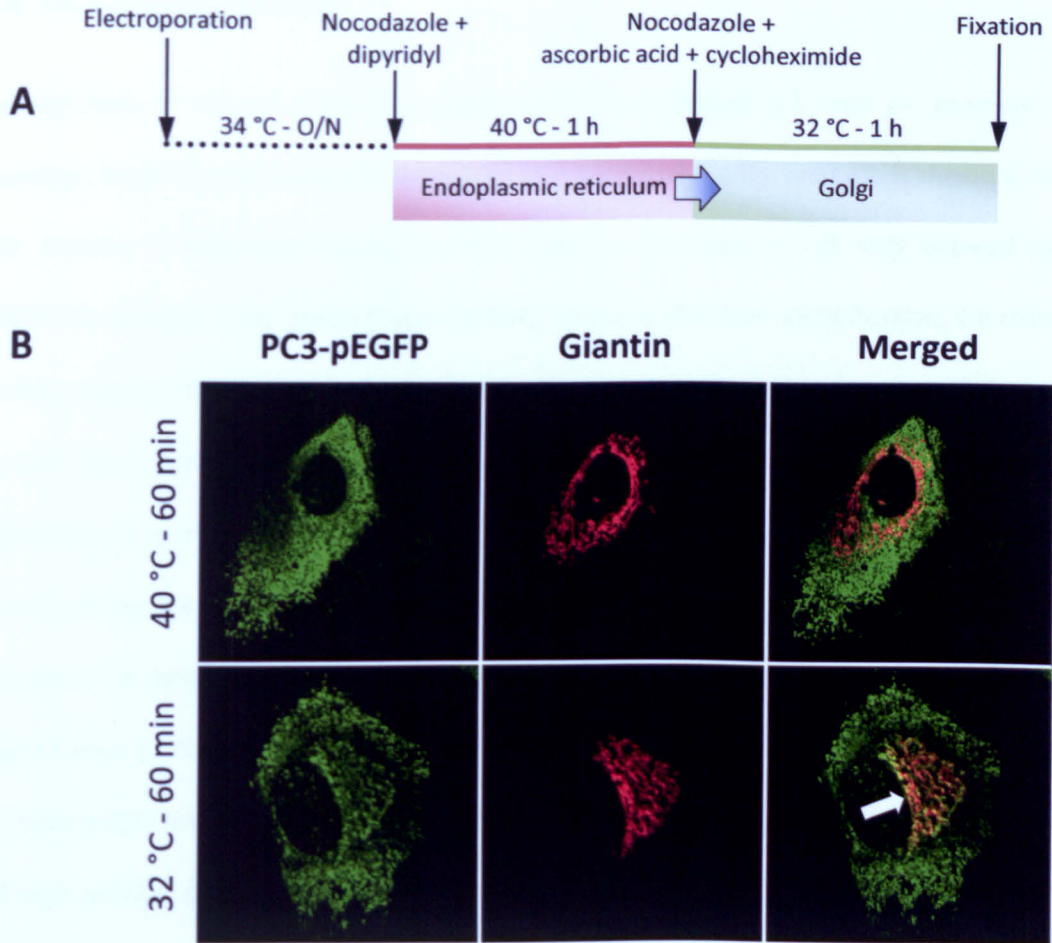 Electroporation
Nocodazole +
dipyridyl
Nocodazole +
ascorbic acid + cycloheximide
Fixation
A
34 °C - O/N
40 °C - 1 h
32 °C - 1 h
Endoplasmic reticulum
Golgi
B
PC3-pEGFP
Giantin
Merged
40 °C - 60 min
32 °C - 60 min